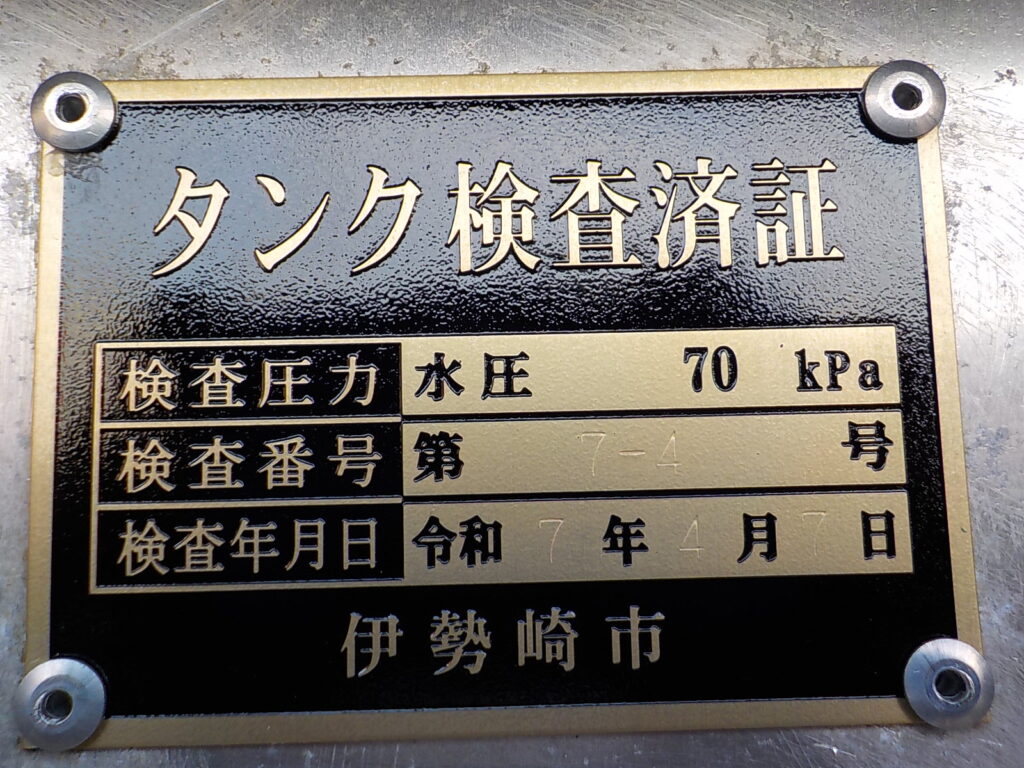 タンク検査済証
検査圧力 水圧 70 kPa
検査番号 第 7-4 号
検査年月日 令和 7 年 4 月 7 日
伊勢崎市